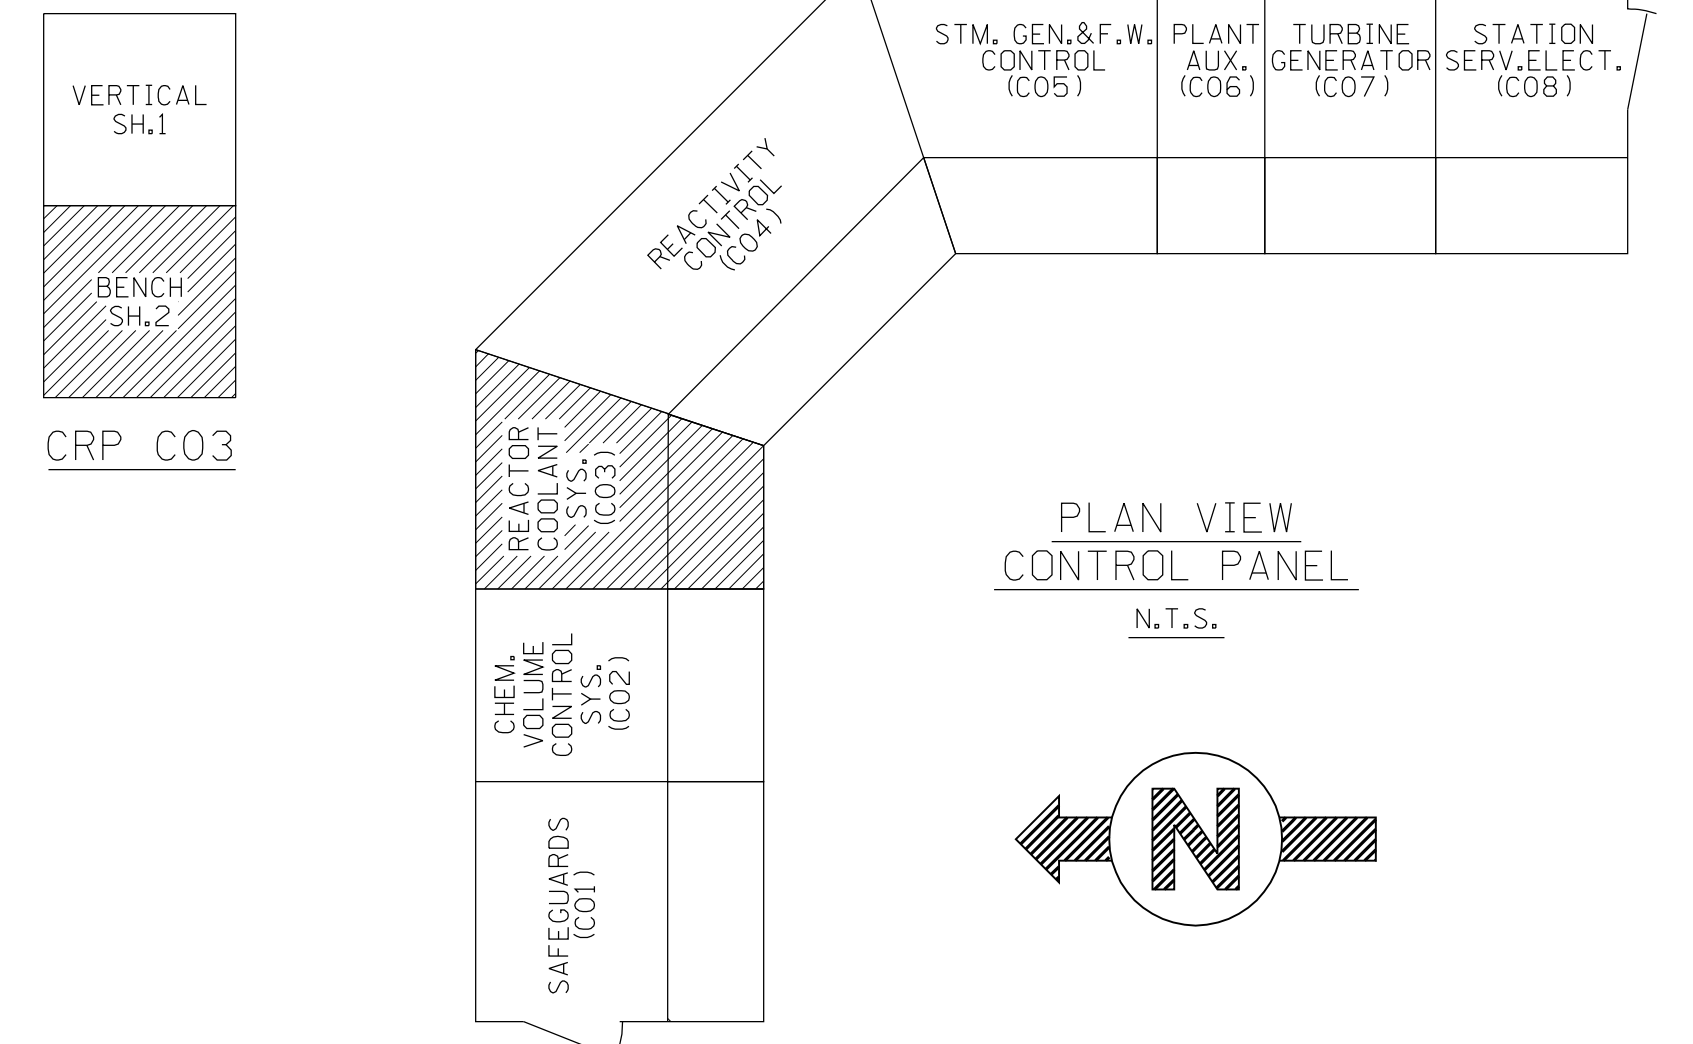 VERTICAL
SH.1
BENCH
SH.2
CRP C03
STM. GEN.&F.W.
CONTROL
(C05)
PLANT
AUX.
(C06)
TURBINE
GENERATOR
(C07)
STATION
SERV.ELECT.
(C08)
REACTIVITY
CONTROL
(C04)
REACTOR
COOLANT
SYS.
(C03)
CHEM.
VOLUME
CONTROL
SYS.
(C02)
SAFEGUARDS
(C01)
PLAN VIEW
CONTROL PANEL
N.T.S.
N